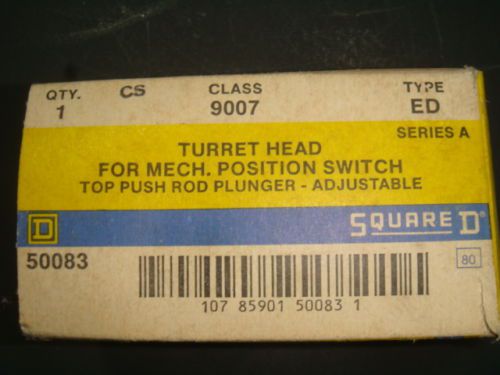 QTY. CS CLASS TYPE
1 9007 ED
SERIES A
TURRET HEAD
FOR MECH. POSITION SWITCH
TOP PUSH ROD PLUNGER - ADJUSTABLE
D SQUARE D
50083 80
107 85901 50083 1